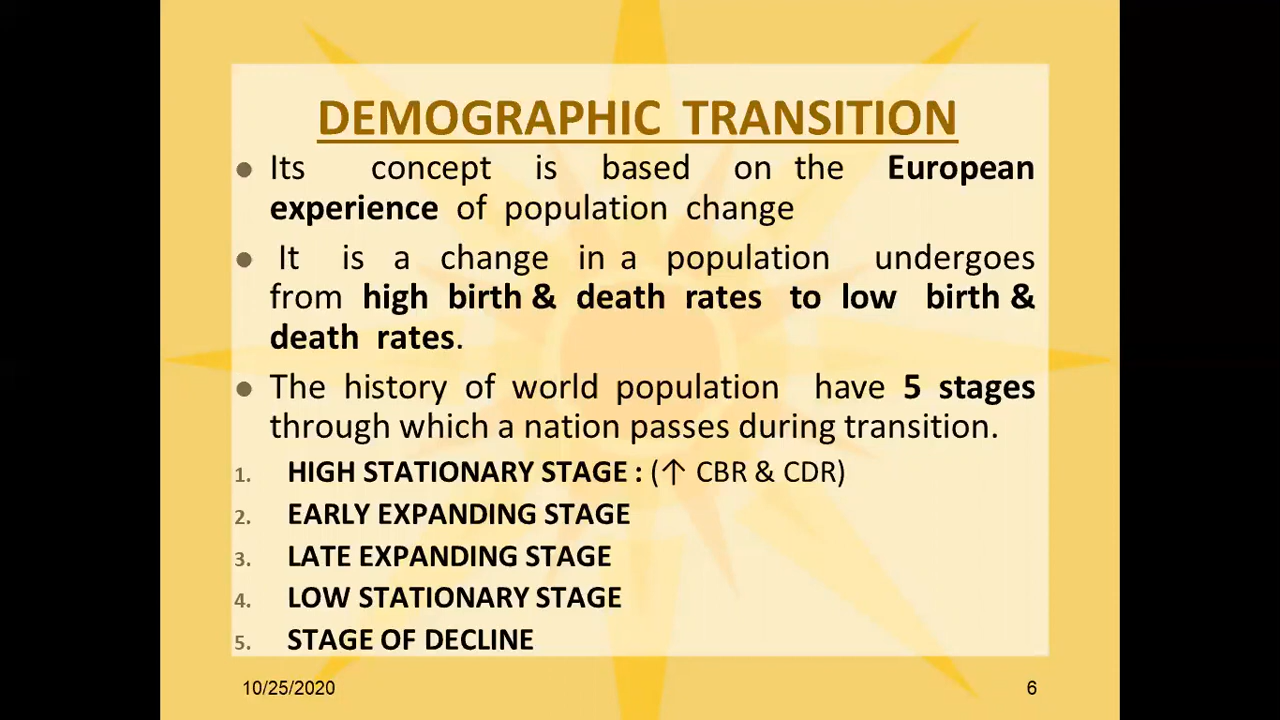 DEMOGRAPHIC TRANSITION
● Its concept is based on the European
experience of population change
● It is a change in a population undergoes
from high birth & death rates to low birth &
death rates.
● The history of world population have 5 stages
through which a nation passes during transition.
1. HIGH STATIONARY STAGE : (↑ CBR & CDR)
2. EARLY EXPANDING STAGE
3. LATE EXPANDING STAGE
4. LOW STATIONARY STAGE
5. STAGE OF DECLINE
10/25/2020 6